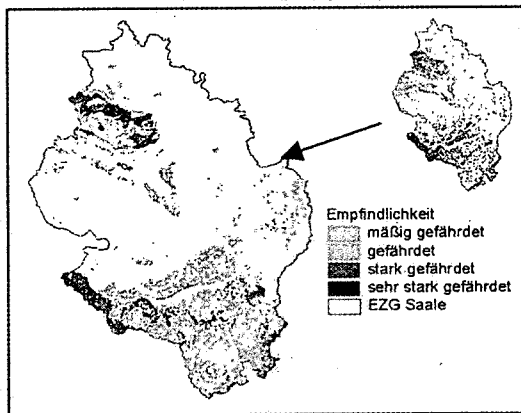 Empfindlichkeit
mäßig gefährdet
gefährdet
stark gefährdet
sehr stark gefährdet
EZG Saale